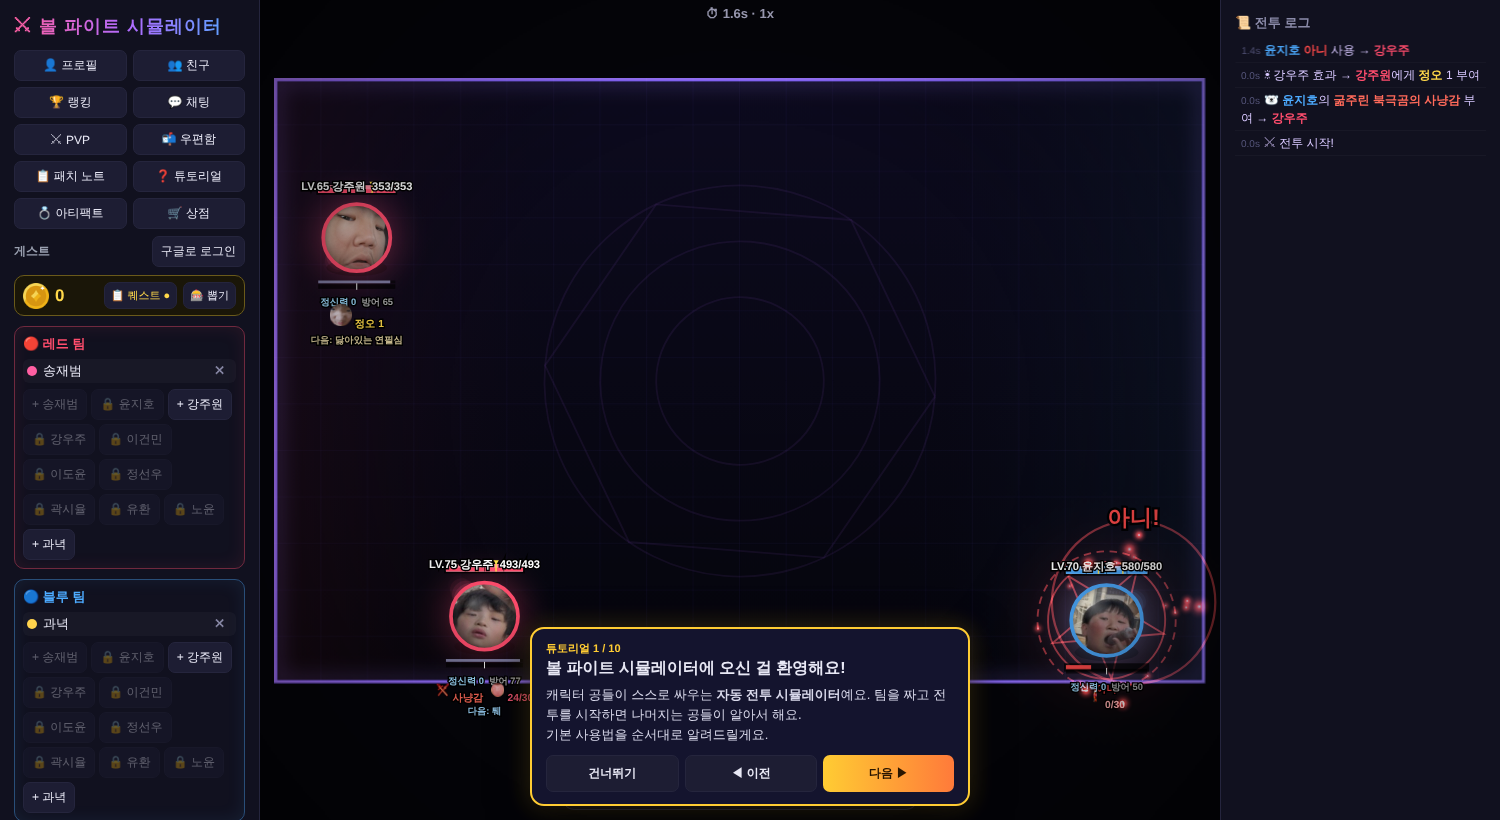 ⚔ 볼 파이트 시뮬레이터
👤 프로필
👥 친구
🏆 랭킹
💬 채팅
⚔ PVP
📬 우편함
📋 패치 노트
❓ 튜토리얼
💍 아티팩트
🛒 상점
게스트
구글로 로그인
0
📋 퀘스트 ●
🎰 뽑기
🔴 레드 팀
송재범 ✕
+ 송재범
🔒 윤지호
+ 강주원
🔒 강우주
🔒 이건민
🔒 이도윤
🔒 정선우
🔒 곽시율
🔒 유환
🔒 노윤
+ 과녁
🔵 블루 팀
과녁 ✕
+ 송재범
🔒 윤지호
+ 강주원
🔒 강우주
🔒 이건민
🔒 이도윤
🔒 정선우
🔒 곽시율
🔒 유환
🔒 노윤
+ 과녁
⏱ 1.6s · 1x
LV.65 강주원 353/353
정신력 0 방어 65
정오 1
다음: 닳아있는 연필심
LV.75 강우주 493/493
정신력 0 방어 77
사냥감
다음: 퉤
아니!
LV.70 윤지호 580/580
정신력 0 방어 50
0/30
튜토리얼 1 / 10
볼 파이트 시뮬레이터에 오신 걸 환영해요!
캐릭터 공들이 스스로 싸우는 자동 전투 시뮬레이터예요. 팀을 짜고 전
투를 시작하면 나머지는 공들이 알아서 해요.
기본 사용법을 순서대로 알려드릴게요.
건너뛰기
◀ 이전
다음 ▶
📜 전투 로그
1.4s 윤지호 아니 사용 → 강우주
0.0s 강우주 효과 → 강주원에게 정오 1 부여
0.0s 🐻‍❄️ 윤지호의 굶주린 북극곰의 사냥감 부
여 → 강우주
0.0s ⚔ 전투 시작!